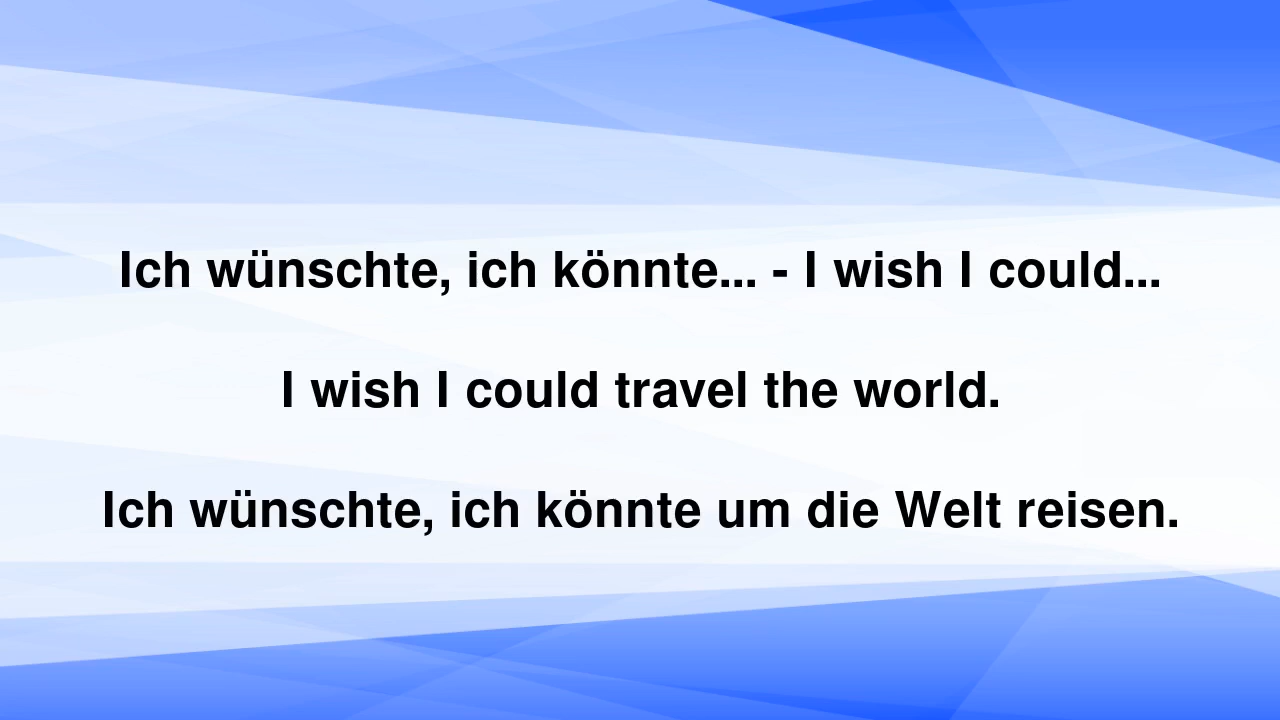 Ich wünschte, ich könnte... - I wish I could...
I wish I could travel the world.
Ich wünschte, ich könnte um die Welt reisen.